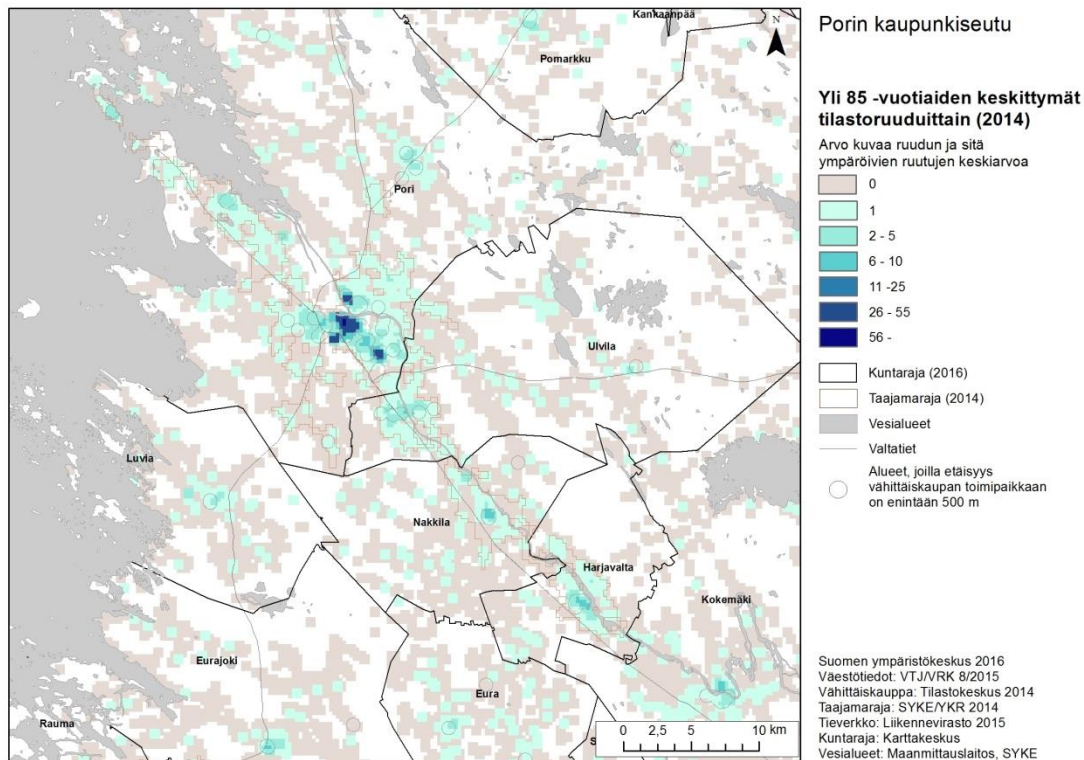 Porin kaupunkiseutu
Yli 85 -vuotiaiden keskittymät
tilastoruuduittain (2014)
Arvo kuvaa ruudun ja sitä
ympäröivien ruutujen keskiarvoa
0
1
2 - 5
6 - 10
11 -25
26 - 55
56 -
Kuntaraja (2016)
Taajamaraja (2014)
Vesialueet
Valtatiet
Alueet, joilla etäisyys
vähittäiskaupan toimipaikkaan
on enintään 500 m
Suomen ympäristökeskus 2016
Väestötiedot: VTJ/VRK 8/2015
Vähittäiskauppa: Tilastokeskus 2014
Taajamaraja: SYKE/YKR 2014
Tieverkko: Liikennevirasto 2015
Kuntaraja: Karttakeskus
Vesialueet: Maanmittauslaitos, SYKE
Kankaanpää
N
Pomarkku
Pori
Ulvila
Luvia
Nakkila
Harjavalta
Kokemäki
Eurajoki
Eura
Rauma
S
0 2,5 5 10 km